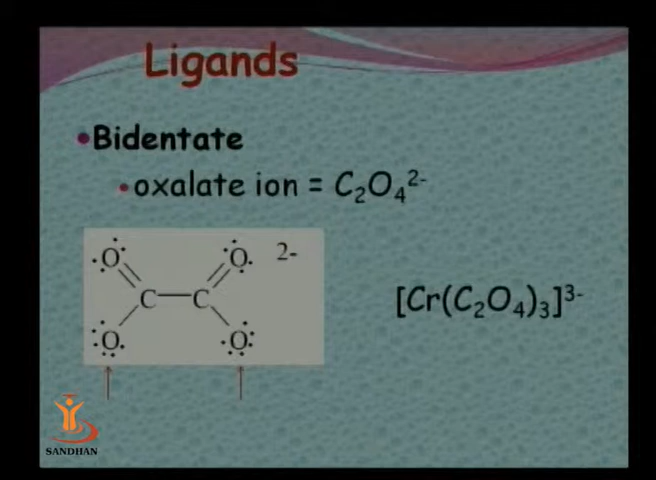 Ligands
•Bidentate
•oxalate ion = C₂O₄²⁻
O O 2-
C C
O O
[Cr(C₂O₄)₃]³⁻
SANDHAN